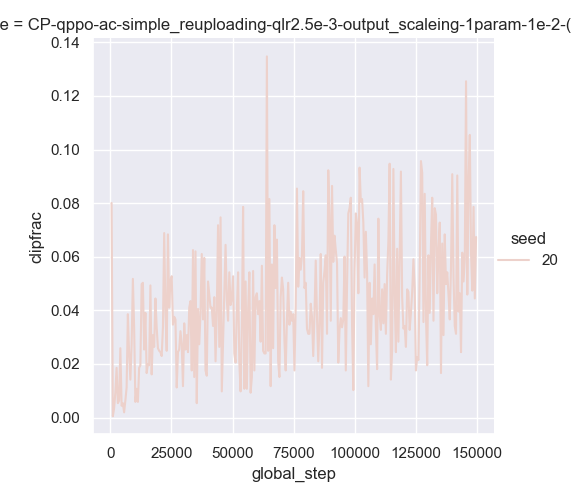 e = CP-qppo-ac-simple_reuploading-qlr2.5e-3-output_scaleing-1param-1e-2-(
0.14
0.12
0.10
0.08
0.06
0.04
0.02
0.00
clipfrac
0 25000 50000 75000 100000 125000 150000
global_step
seed
20